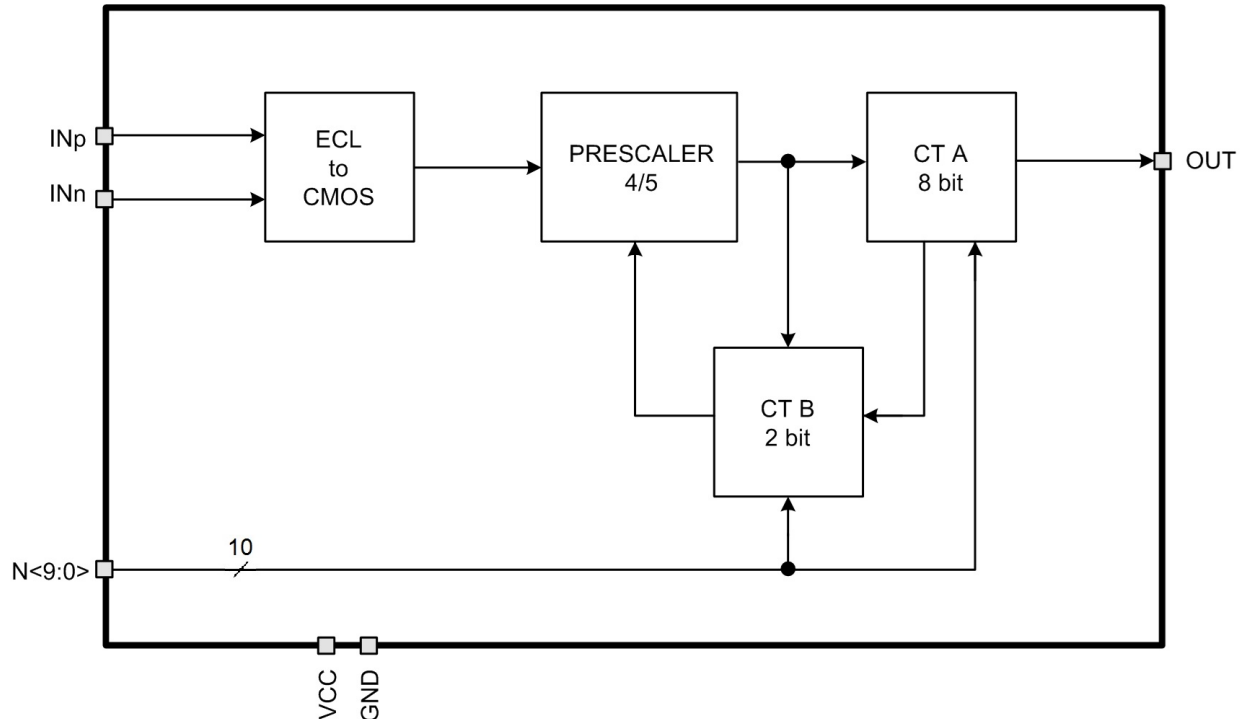 INp
INn
ECL
to
CMOS
PRESCALER
4/5
CT A
8 bit
OUT
CT B
2 bit
10
N<9:0>
VCC
GND